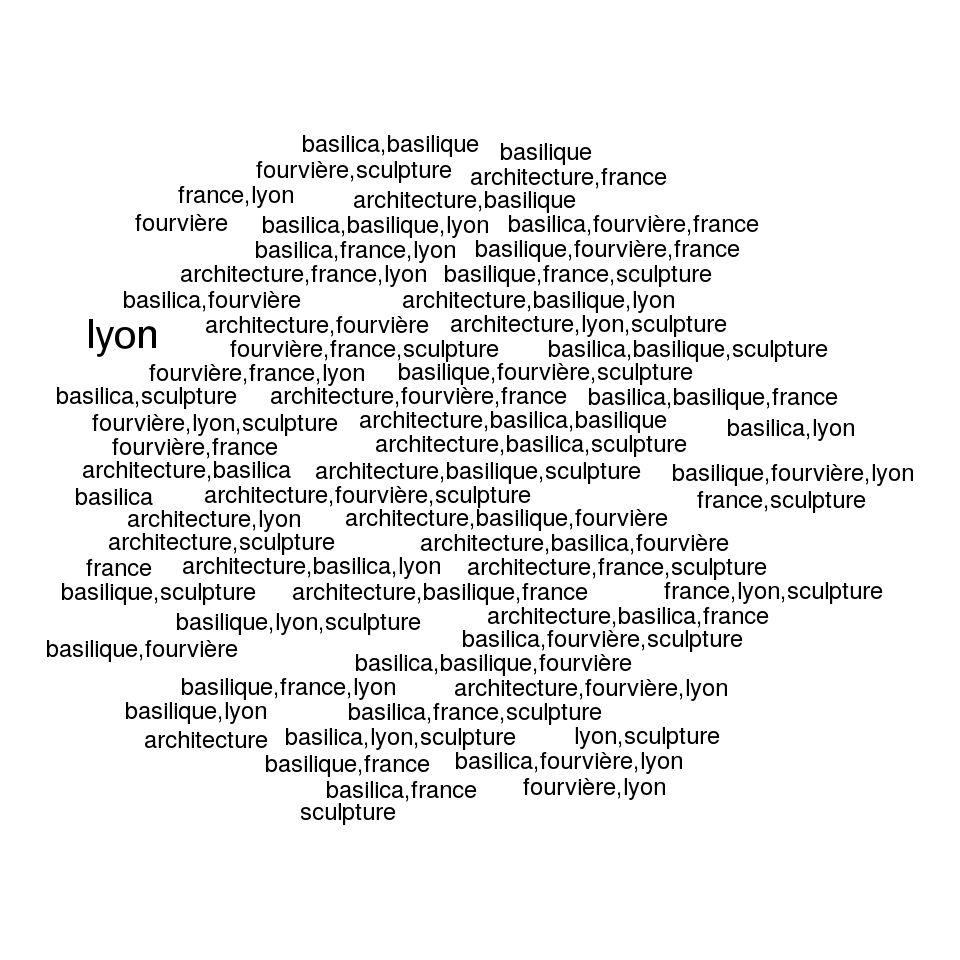 basilica,basilique
basilique
fourvière,sculpture
architecture,france
france,lyon
architecture,basilique
fourvière
basilica,basilique,lyon
basilica,fourvière,france
basilica,france,lyon
basilique,fourvière,france
architecture,france,lyon
basilique,france,sculpture
basilica,fourvière
architecture,basilique,lyon
lyon
architecture,fourvière
architecture,lyon,sculpture
fourvière,france,sculpture
basilica,basilique,sculpture
fourvière,france,lyon
basilique,fourvière,sculpture
basilica,sculpture
architecture,fourvière,france
basilica,basilique,france
fourvière,lyon,sculpture
architecture,basilica,basilique
basilica,lyon
fourvière,france
architecture,basilica,sculpture
architecture,basilica
architecture,basilique,sculpture
basilique,fourvière,lyon
basilica
architecture,fourvière,sculpture
france,sculpture
architecture,lyon
architecture,basilique,fourvière
architecture,sculpture
architecture,basilica,fourvière
france
architecture,basilica,lyon
architecture,france,sculpture
basilique,sculpture
architecture,basilique,france
france,lyon,sculpture
basilique,lyon,sculpture
architecture,basilica,france
basilique,fourvière
basilica,fourvière,sculpture
basilica,basilique,fourvière
basilique,france,lyon
architecture,fourvière,lyon
basilique,lyon
basilica,france,sculpture
architecture
basilica,lyon,sculpture
lyon,sculpture
basilique,france
basilica,fourvière,lyon
basilica,france
fourvière,lyon
sculpture